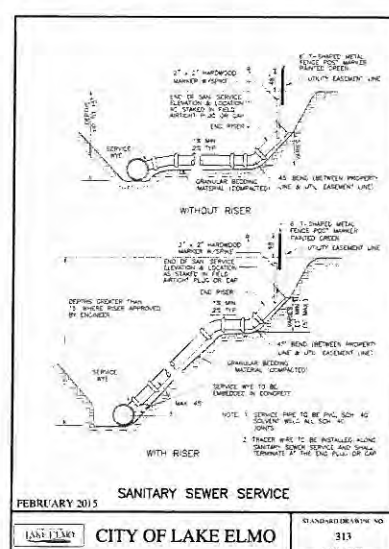 6' T-SHAPED METAL
FENCE POST MARKER
PAINTED GREEN
2" x 2" HARDWOOD
MARKER W/SPIKE
UTILITY EASEMENT LINE
END OF SAN SERVICE
ELEVATION & LOCATION
AS STAKED IN FIELD
AIRTIGHT PLUG OR CAP
END RISER
SERVICE
WYE
1% MIN
2% TYP
VARIES
GRANULAR BEDDING
MATERIAL (COMPACTED)
45° BEND (BETWEEN PROPERTY
LINE & UTIL EASEMENT LINE)
WITHOUT RISER
6' T-SHAPED METAL
FENCE POST MARKER
PAINTED GREEN
2" x 2" HARDWOOD
MARKER W/SPIKE
UTILITY EASEMENT LINE
END OF SAN SERVICE
ELEVATION & LOCATION
AS STAKED IN FIELD
AIRTIGHT PLUG OR CAP
END RISER
DEPTHS GREATER THAN
15' WHERE RISER APPROVED
BY ENGINEER
1% MIN
2% TYP
VARIES
45° BEND (BETWEEN PROPERTY
LINE & UTIL EASEMENT LINE)
GRANULAR BEDDING
MATERIAL (COMPACTED)
SERVICE
WYE
SERVICE WYE TO BE
EMBEDDED IN CONCRETE
MAX 45°
NOTE: 1. SERVICE PIPE TO BE PVC, SCH 40
SOLVENT WELD ALL SCH 40
JOINTS
2. TRACER WIRE TO BE INSTALLED ALONG
SANITARY SEWER SERVICE AND SHALL
TERMINATE AT THE END PLUG OR CAP
WITH RISER
SANITARY SEWER SERVICE
FEBRUARY 2015
LAKE ELMO
CITY OF LAKE ELMO
STANDARD DRAWING NO.
313